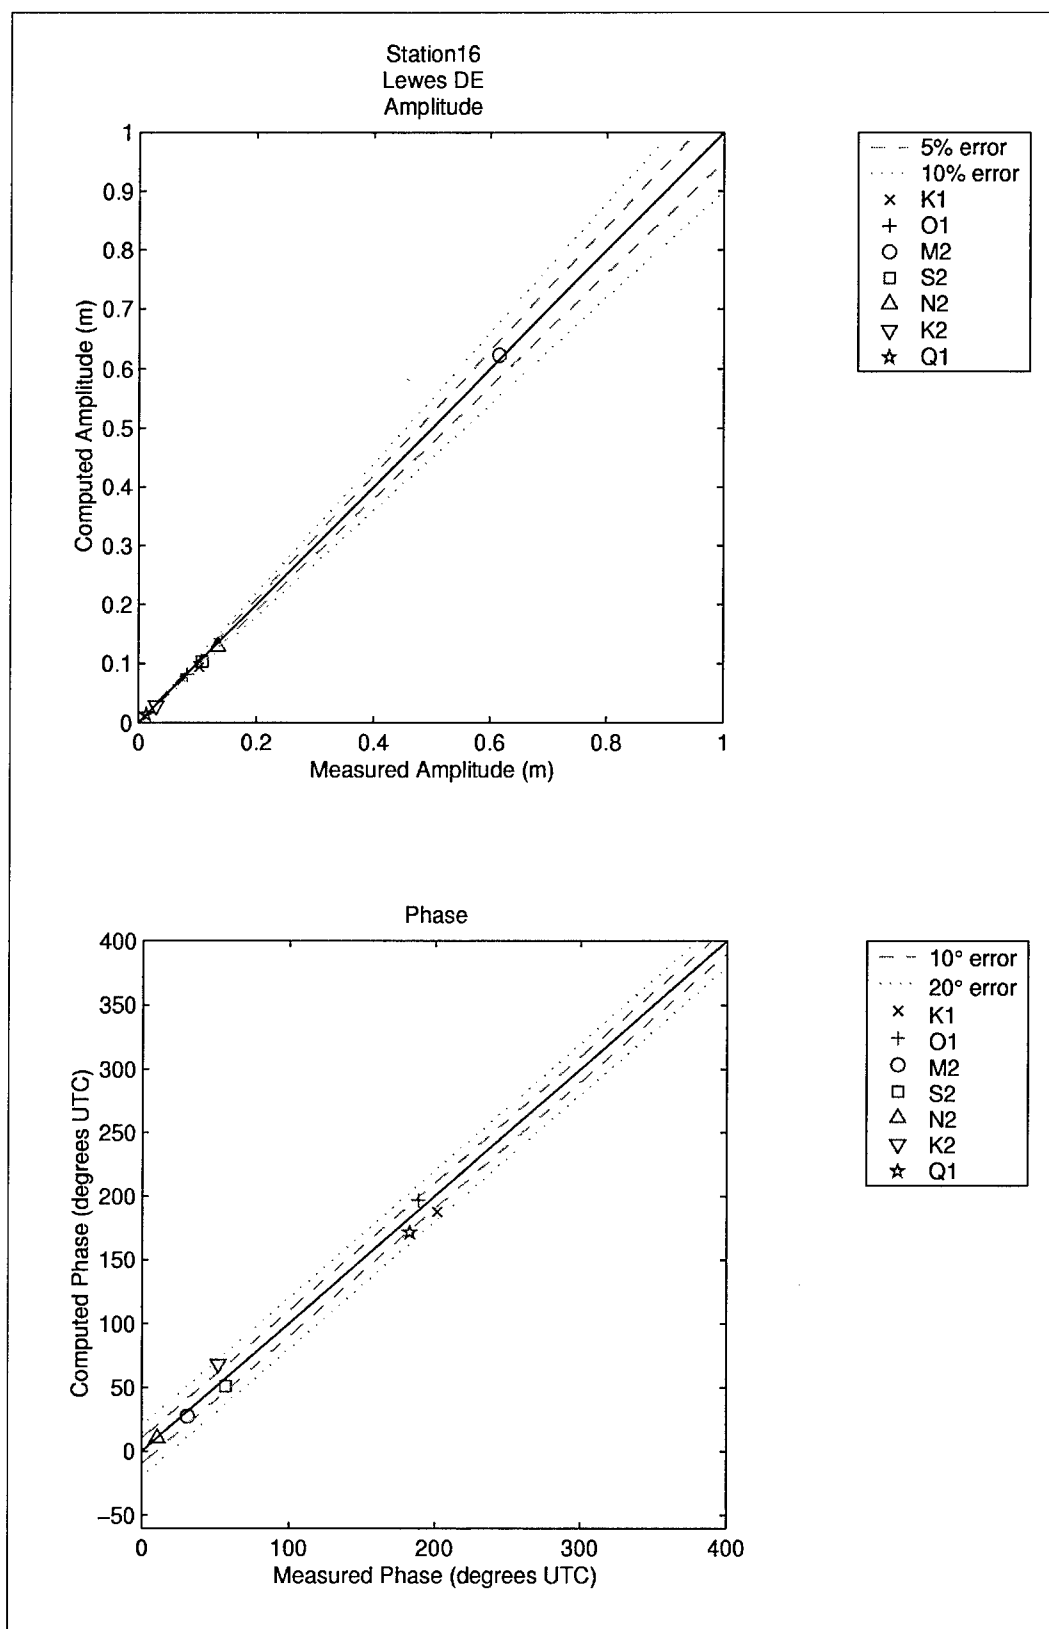 Station16
Lewes DE
Amplitude
1
0.9
0.8
0.7
0.6
0.5
0.4
0.3
0.2
0.1
0
Computed Amplitude (m)
0 0.2 0.4 0.6 0.8 1
Measured Amplitude (m)
5% error
10% error
K1
O1
M2
S2
N2
K2
Q1
Phase
400
350
300
250
200
150
100
50
0
−50
Computed Phase (degrees UTC)
0 100 200 300 400
Measured Phase (degrees UTC)
10° error
20° error
K1
O1
M2
S2
N2
K2
Q1